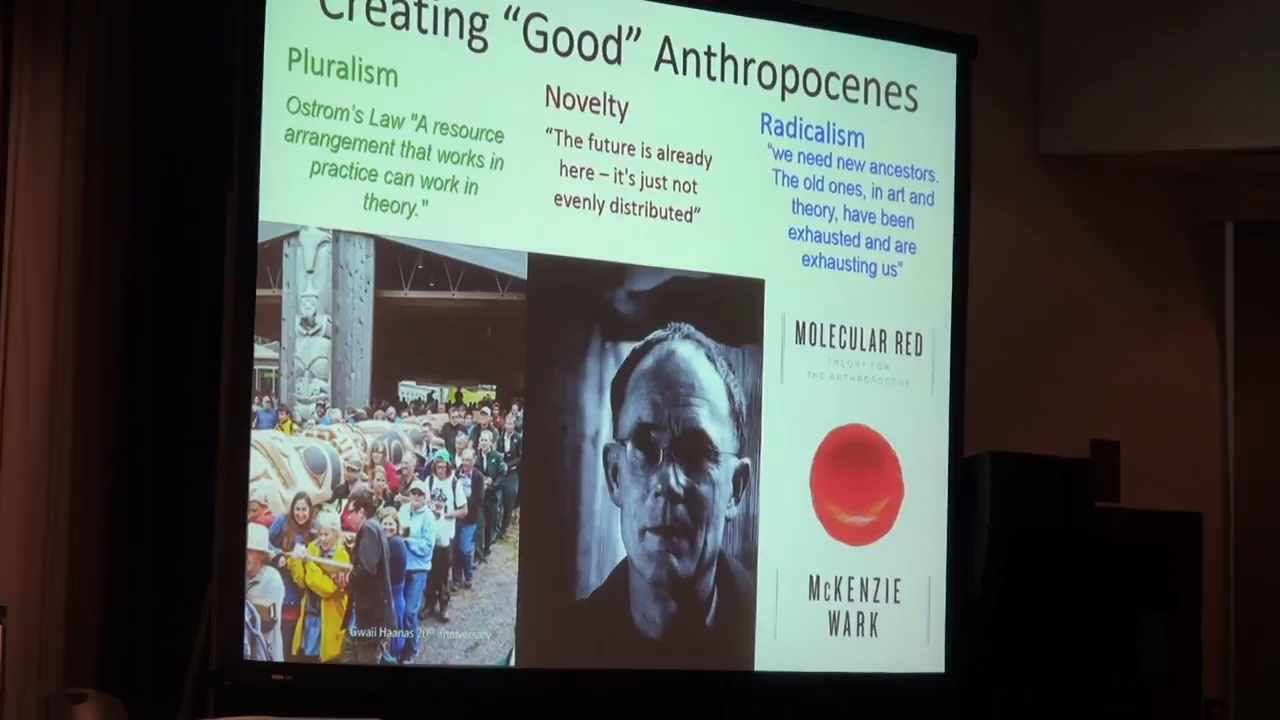 Creating “Good” Anthropocenes
Pluralism
Ostrom's Law "A resource
arrangement that works in
practice can work in
theory."
Novelty
“The future is already
here – it's just not
evenly distributed”
Radicalism
"we need new ancestors.
The old ones, in art and
theory, have been
exhausted and are
exhausting us"
MOLECULAR RED
THEORY FOR
THE ANTHROPOCENE
McKENZIE
WARK
Gwaii Haanas 20th anniversary